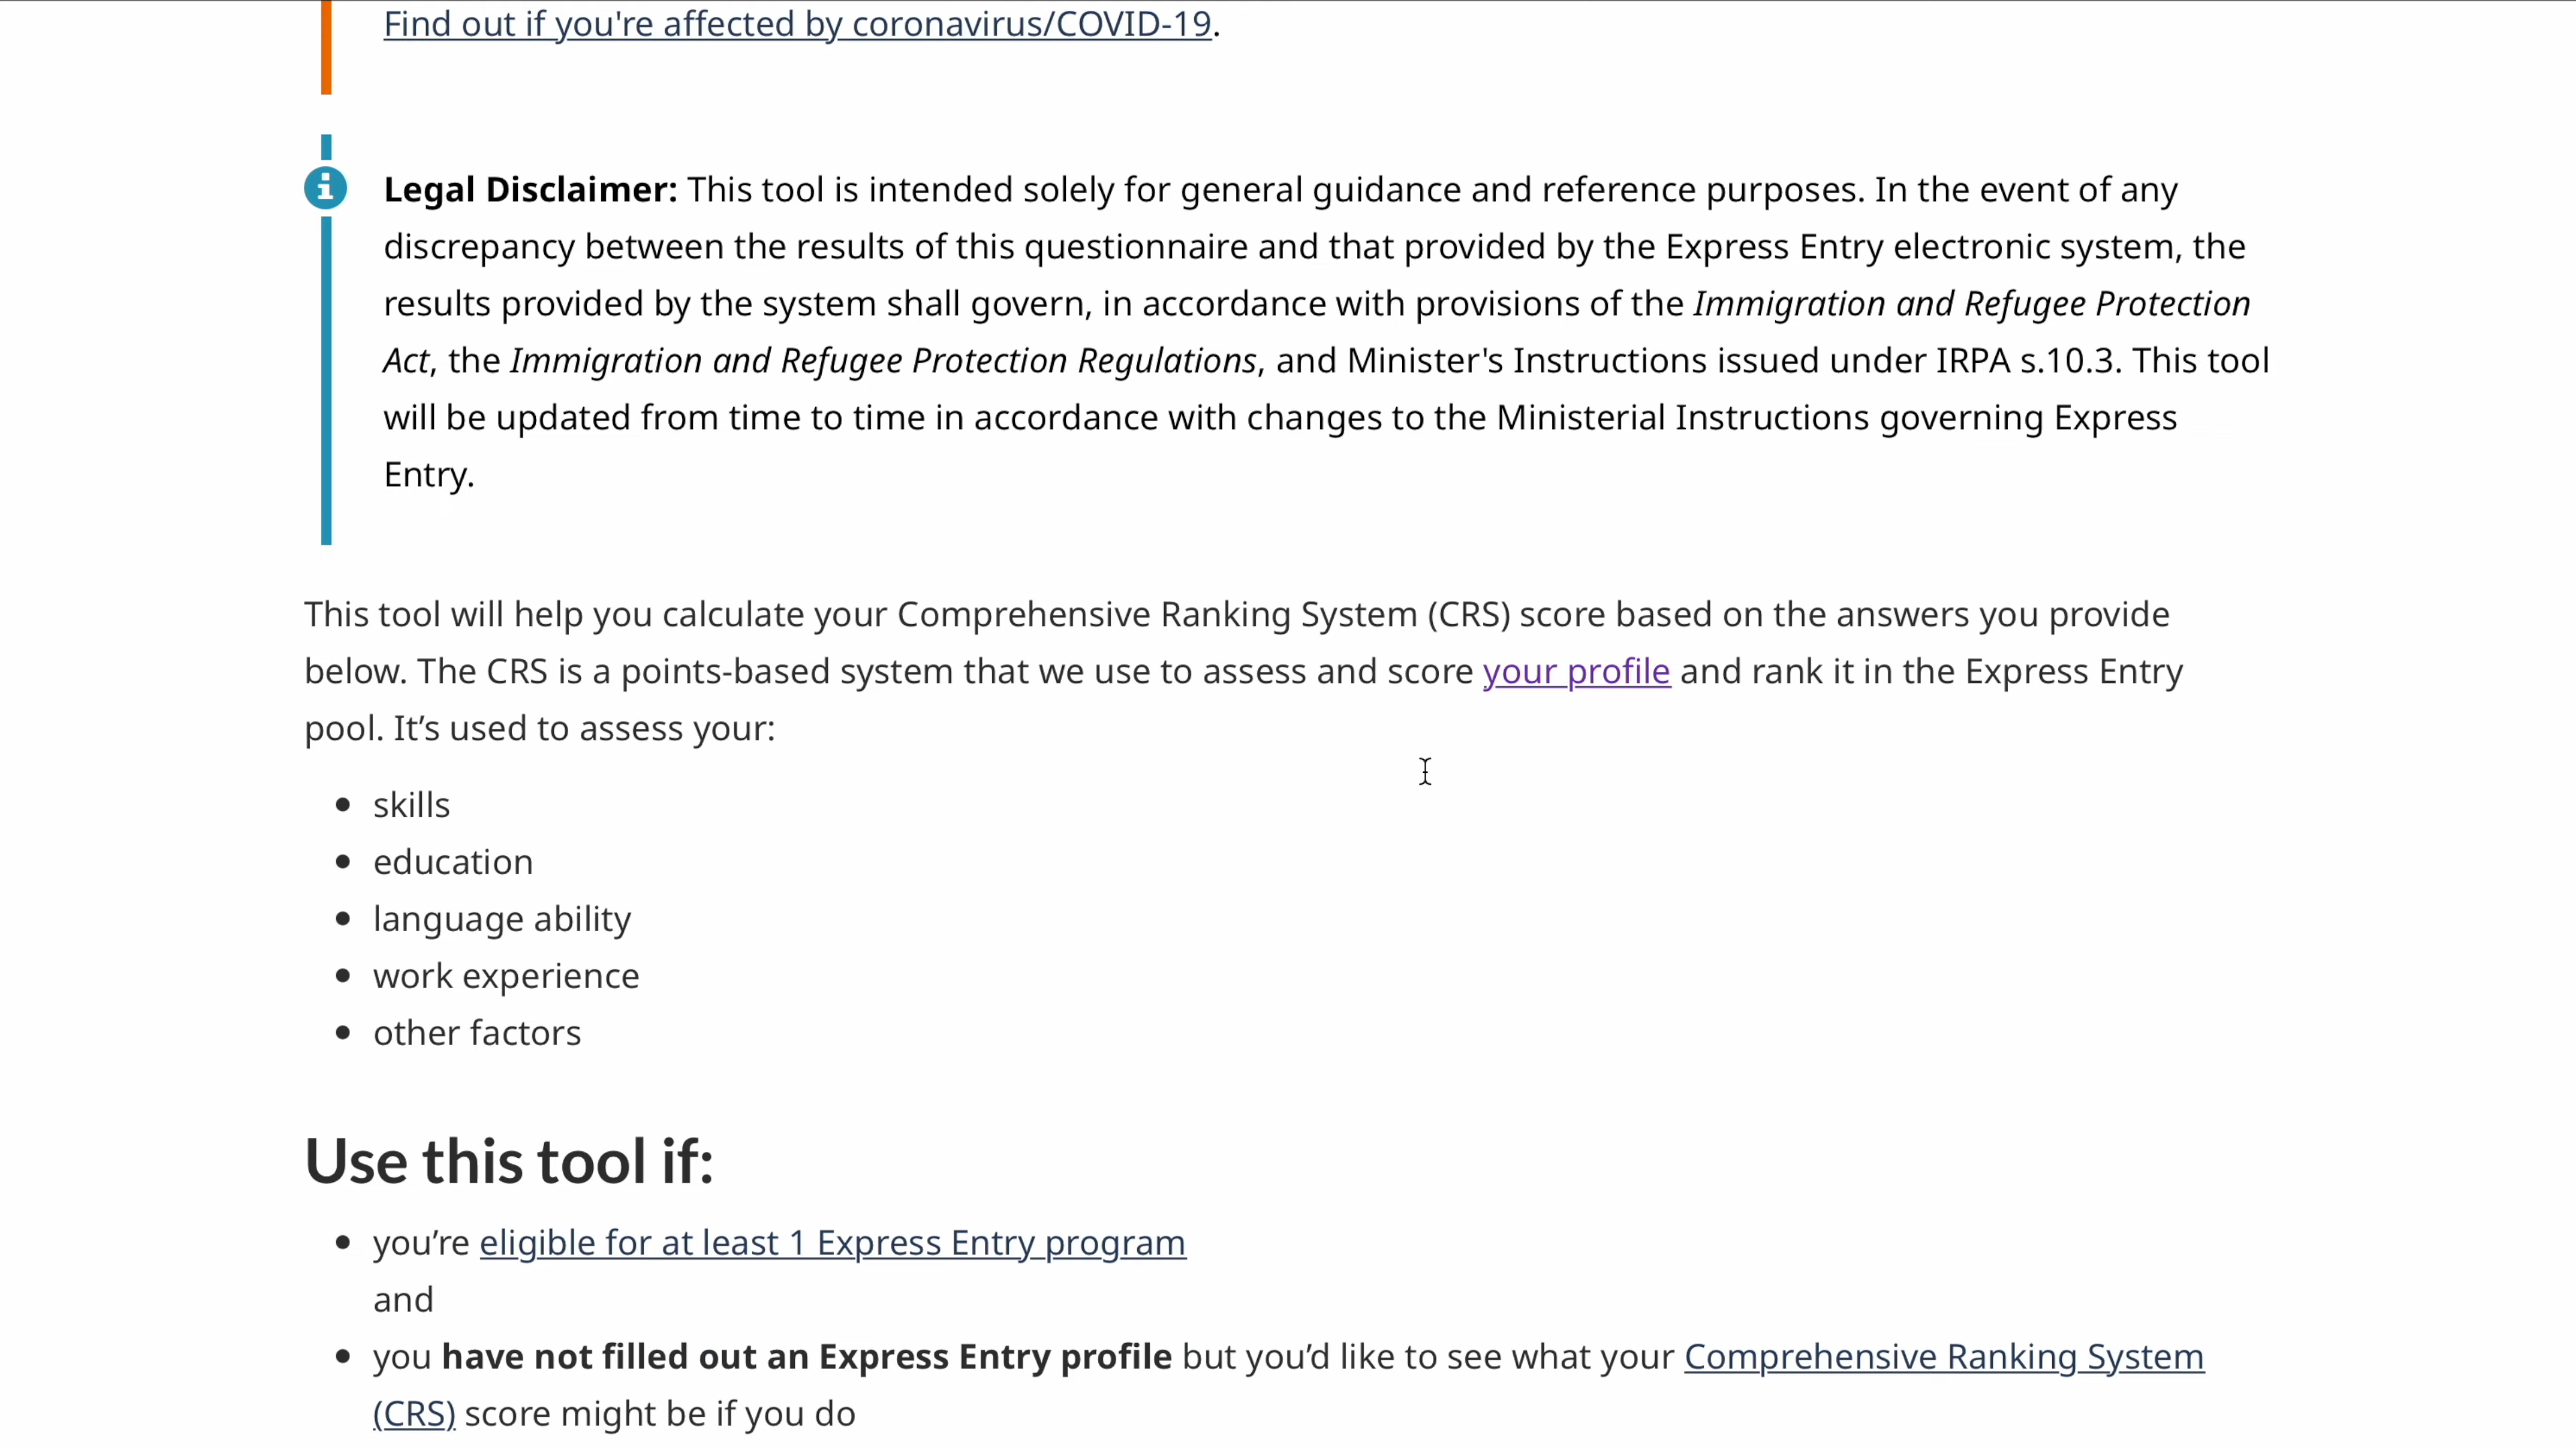 Find out if you're affected by coronavirus/COVID-19.
Legal Disclaimer: This tool is intended solely for general guidance and reference purposes. In the event of any
discrepancy between the results of this questionnaire and that provided by the Express Entry electronic system, the
results provided by the system shall govern, in accordance with provisions of the Immigration and Refugee Protection
Act, the Immigration and Refugee Protection Regulations, and Minister's Instructions issued under IRPA s.10.3. This tool
will be updated from time to time in accordance with changes to the Ministerial Instructions governing Express
Entry.
This tool will help you calculate your Comprehensive Ranking System (CRS) score based on the answers you provide
below. The CRS is a points-based system that we use to assess and score your profile and rank it in the Express Entry
pool. It’s used to assess your:
• skills
• education
• language ability
• work experience
• other factors
Use this tool if:
• you’re eligible for at least 1 Express Entry program
and
• you have not filled out an Express Entry profile but you’d like to see what your Comprehensive Ranking System
(CRS) score might be if you do